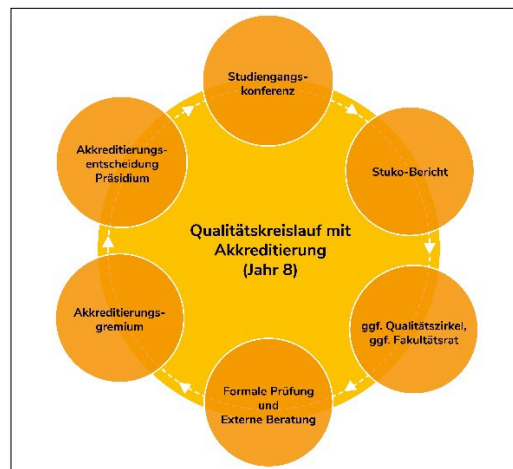 Studiengangs-
konferenz
Akkreditierungs-
entscheidung
Präsidium
Stuko-Bericht
Qualitätskreislauf mit
Akkreditierung
(Jahr 8)
Akkreditierungs-
gremium
ggf. Qualitätszirkel,
ggf. Fakultätsrat
Formale Prüfung
und
Externe Beratung